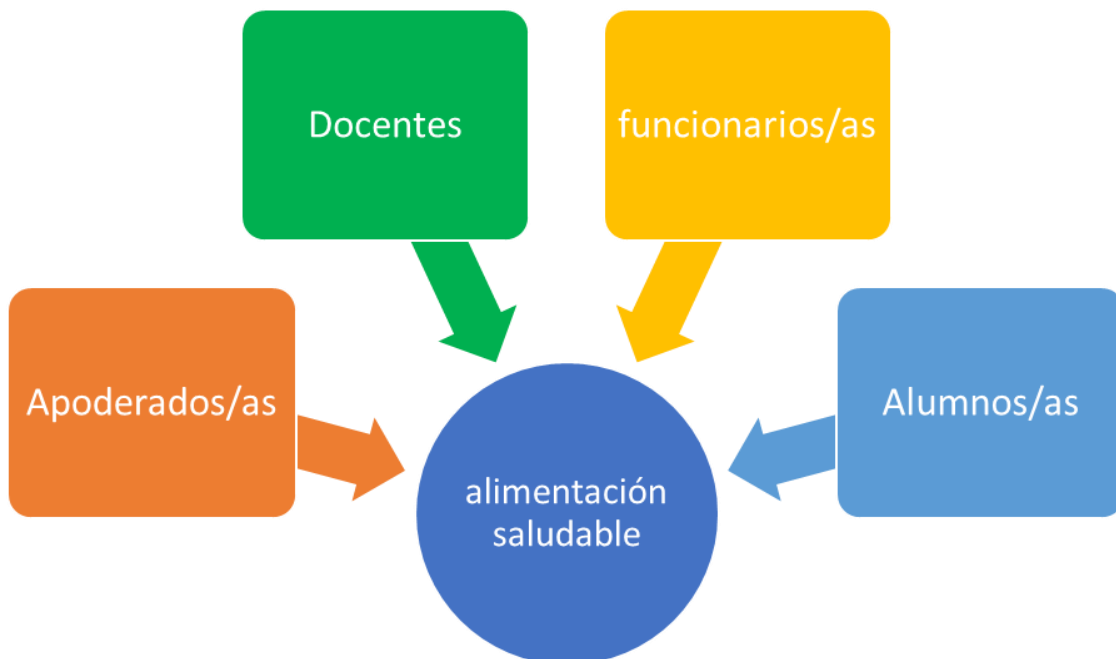 Docentes
funcionarios/as
Apoderados/as
Alumnos/as
alimentación
saludable